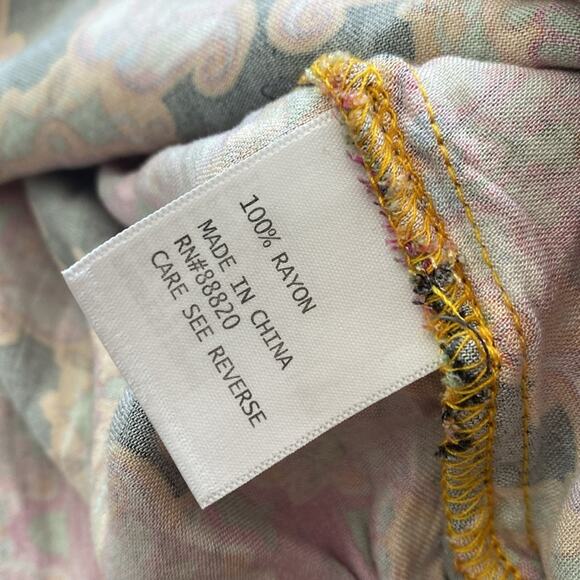 100% RAYON
MADE IN CHINA
RN#88820
CARE SEE REVERSE